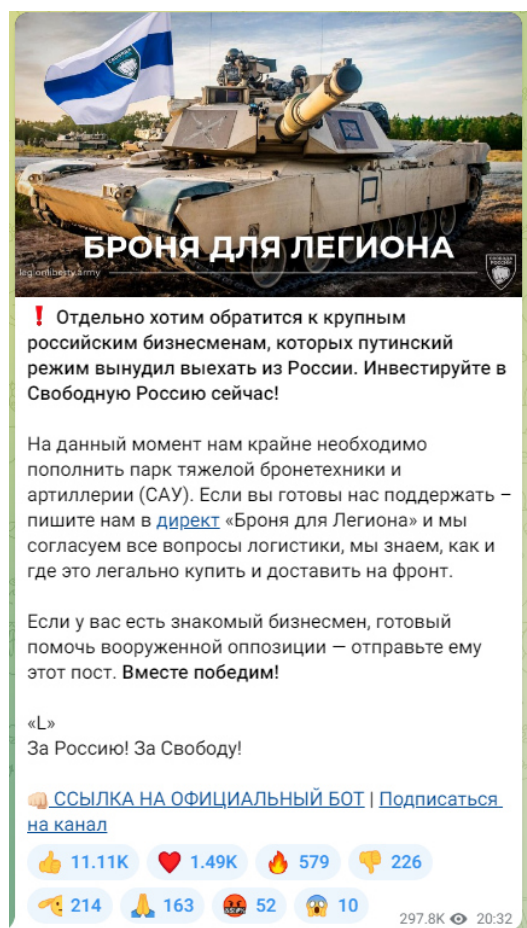 СВОБОДА
РОССИИ
БРОНЯ ДЛЯ ЛЕГИОНА
legionliberty.army
СВОБОДА
РОССИИ
❗ Отдельно хотим обратится к крупным
российским бизнесменам, которых путинский
режим вынудил выехать из России. Инвестируйте в
Свободную Россию сейчас!
На данный момент нам крайне необходимо
пополнить парк тяжелой бронетехники и
артиллерии (САУ). Если вы готовы нас поддержать –
пишите нам в директ «Броня для Легиона» и мы
согласуем все вопросы логистики, мы знаем, как и
где это легально купить и доставить на фронт.
Если у вас есть знакомый бизнесмен, готовый
помочь вооруженной оппозиции — отправьте ему
этот пост. Вместе победим!
«L»
За Россию! За Свободу!
👊🏻 ССЫЛКА НА ОФИЦИАЛЬНЫЙ БОТ | Подписаться
на канал
👍 11.11K ❤ 1.49K 🔥 579 👎 226
🫡 214 🙏 163 🤬 52 😱 10
297.8K 20:32